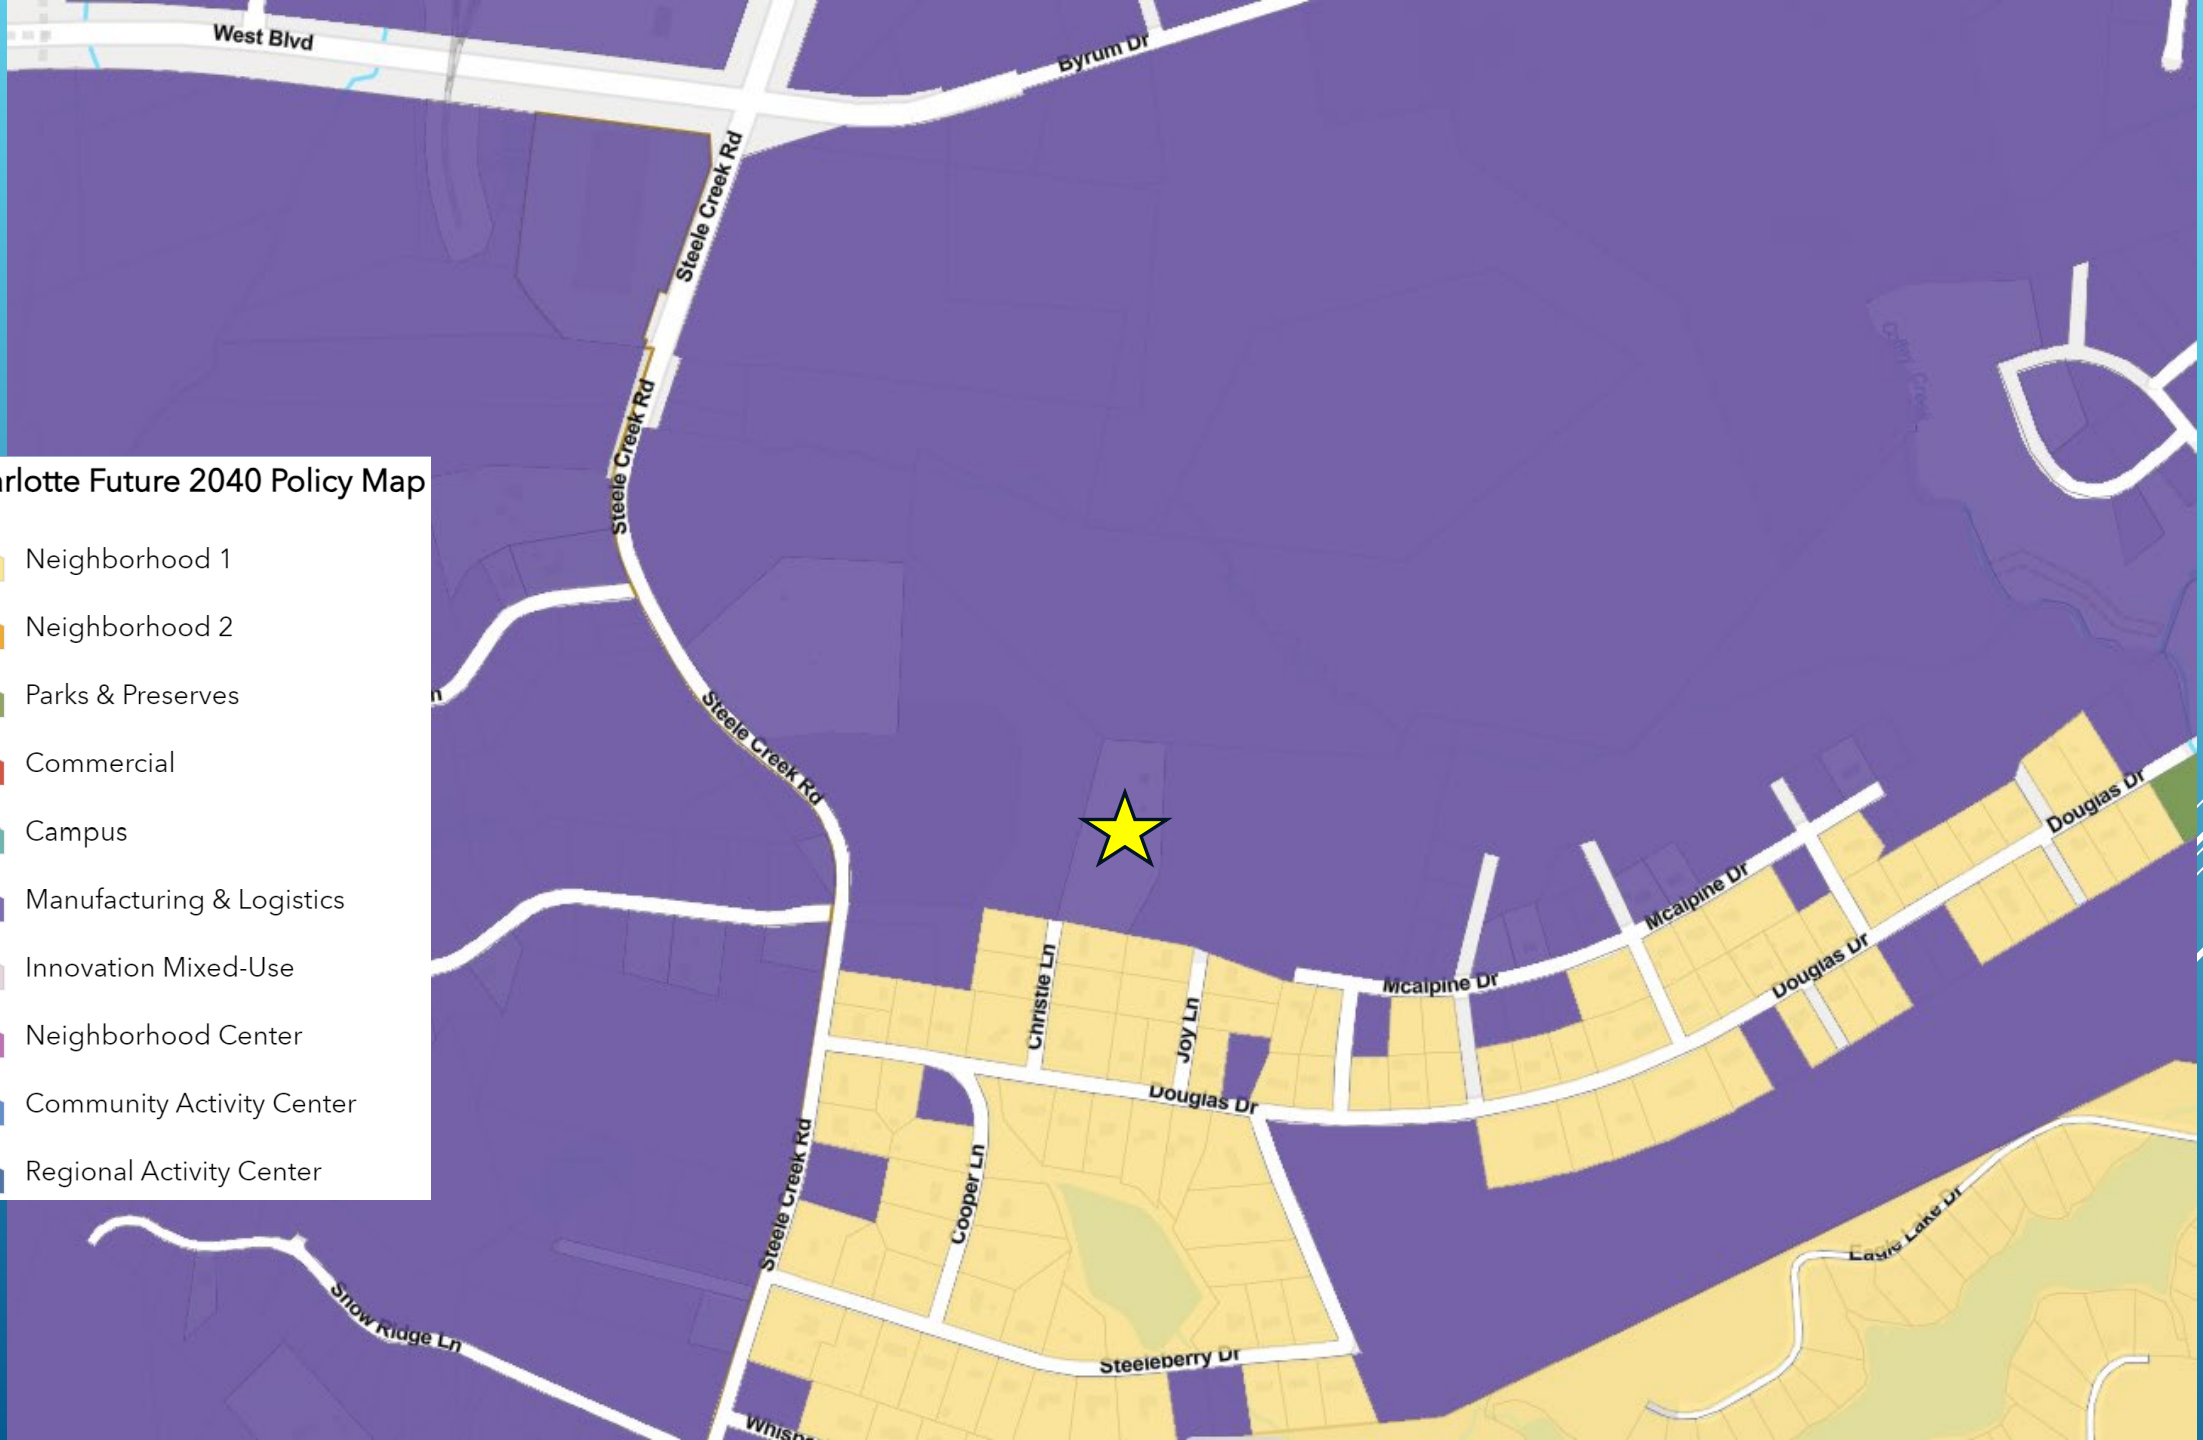 West Blvd
Byrum Dr
Steele Creek Rd
Steele Creek Rd
arlotte Future 2040 Policy Map
Neighborhood 1
Neighborhood 2
Parks & Preserves
Commercial
Campus
Manufacturing & Logistics
Innovation Mixed-Use
Neighborhood Center
Community Activity Center
Regional Activity Center
n
Steele Creek Rd
Douglas Dr
Mcalpine Dr
Douglas Dr
Mcalpine Dr
Christie Ln
Joy Ln
Douglas Dr
Steele Creek Rd
Cooper Ln
Eagle Lake Dr
Snow Ridge Ln
Steeleberry Dr
Whisp